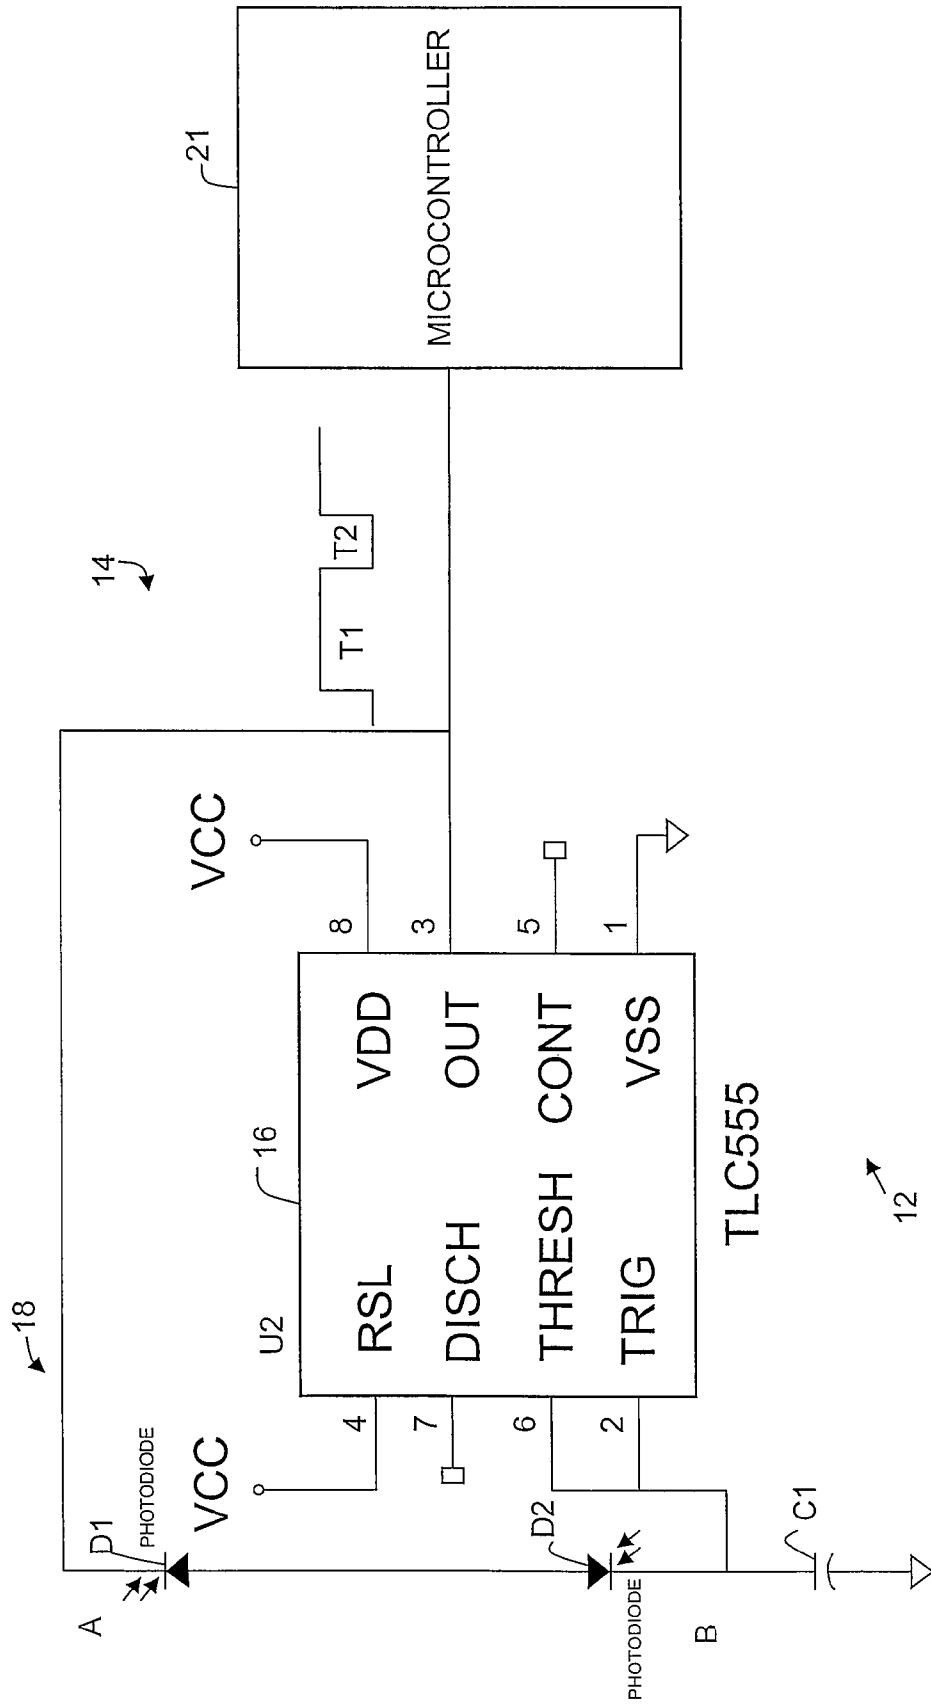 18
14
A
D1
PHOTODIODE
VCC
VCC
21
T1
T2
MICROCONTROLLER
U2
16
4
RSL
VDD
8
7
DISCH
OUT
3
D2
6
THRESH
CONT
5
2
TRIG
VSS
1
PHOTODIODE
B
C1
TLC555
12